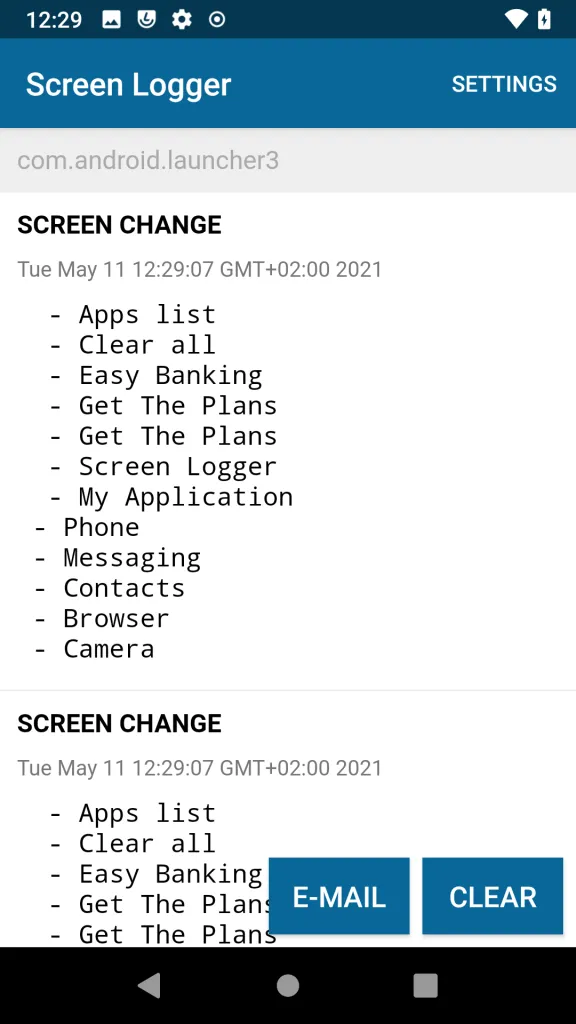 12:29
Screen Logger
SETTINGS
com.android.launcher3
SCREEN CHANGE
Tue May 11 12:29:07 GMT+02:00 2021
- Apps list
- Clear all
- Easy Banking
- Get The Plans
- Get The Plans
- Screen Logger
- My Application
- Phone
- Messaging
- Contacts
- Browser
- Camera
SCREEN CHANGE
Tue May 11 12:29:07 GMT+02:00 2021
- Apps list
- Clear all
- Easy Banking
- Get The Plans
- Get The Plans
E-MAIL
CLEAR